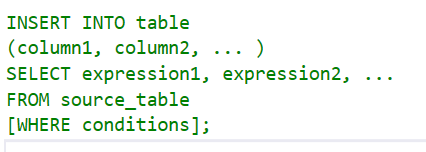 INSERT INTO table
(column1, column2, ... )
SELECT expression1, expression2, ...
FROM source_table
[WHERE conditions];